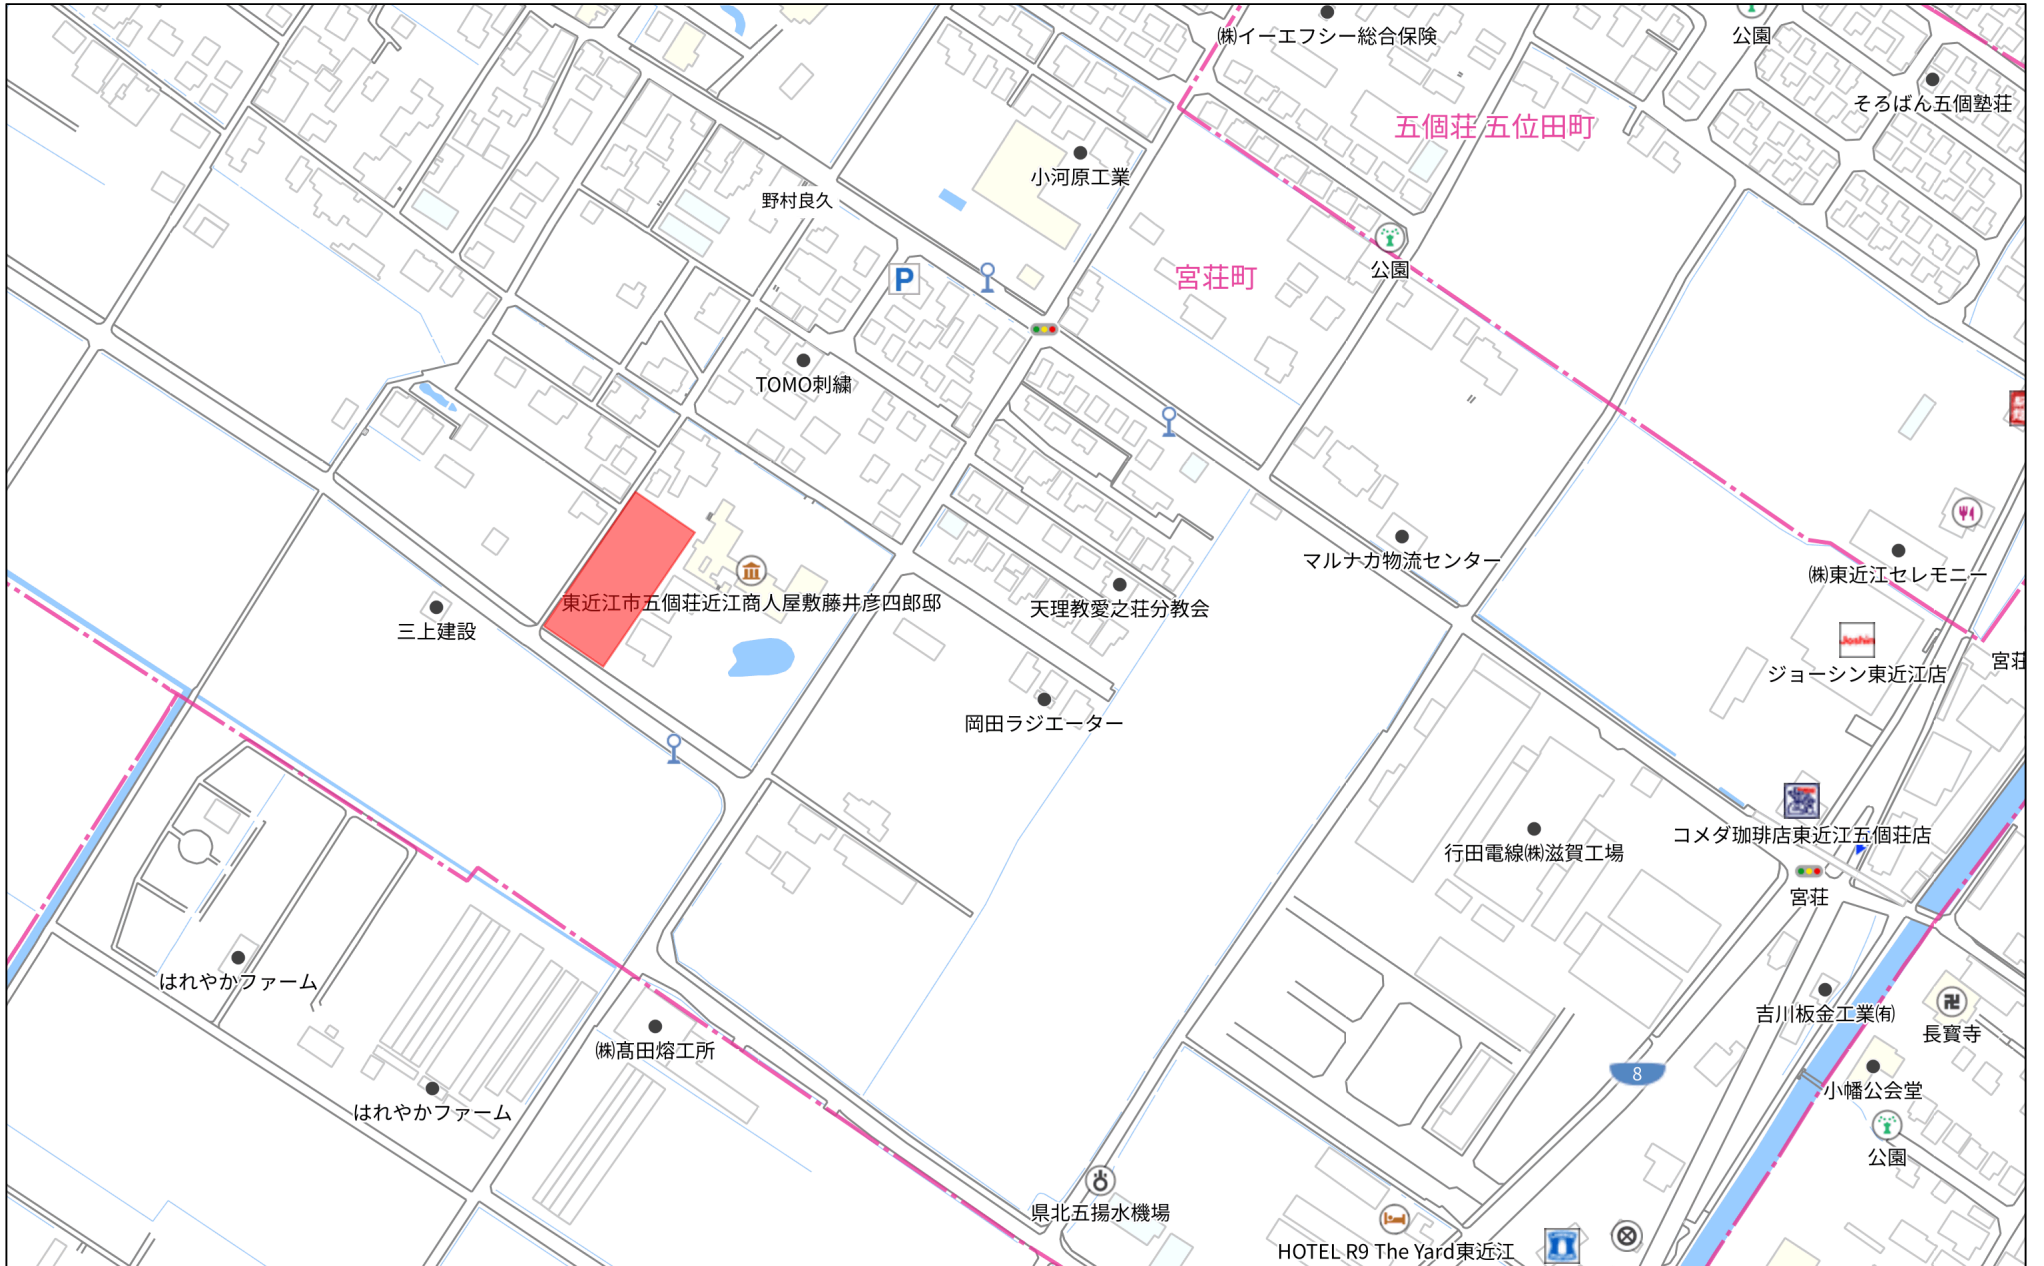 ㈱イーエフシー総合保険
公園
そろばん五個塾荘
五個荘 五位田町
小河原工業
野村良久
公園
宮荘町
P
TOMO刺繍
マルナカ物流センター
㈱東近江セレモニー
東近江市五個荘近江商人屋敷藤井彦四郎邸
天理教愛之荘分教会
三上建設
Joshin
宮荘
ジョーシン東近江店
岡田ラジエーター
コメダ珈琲店東近江五個荘店
行田電線㈱滋賀工場
宮荘
はれやかファーム
吉川板金工業㈲
長寳寺
㈱髙田熔工所
8
小幡公会堂
はれやかファーム
公園
県北五揚水機場
HOTEL R9 The Yard東近江